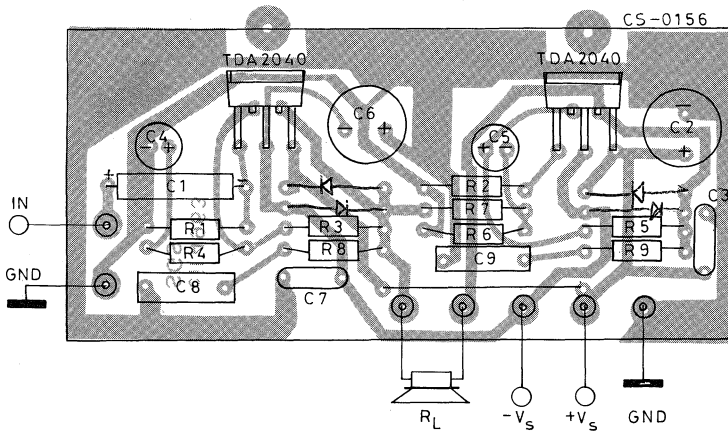 CS-0156
TDA2040
TDA2040
C4
C6
C5
C2
C1
R2
C3
IN
R1
R3
R7
R5
R4
R8
R6
R9
GND
C8
C7
C9
RL
-Vs
+Vs
GND